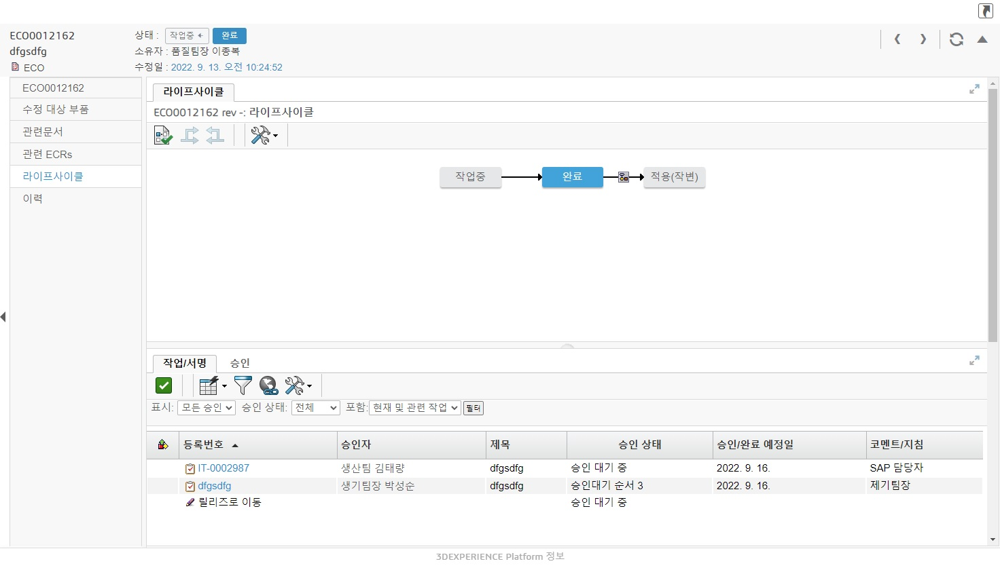 ECO0012162
dfgsdfg
ECO
상태 : 작업중 완료
소유자 : 품질팀장 이종복
수정일 : 2022. 9. 13. 오전 10:24:52
ECO0012162
수정 대상 부품
관련문서
관련 ECRs
라이프사이클
이력
라이프사이클
ECO0012162 rev -: 라이프사이클
작업중 완료 적용(작변)
작업/서명 승인
표시: 모든 승인 승인 상태: 전체 포함: 현재 및 관련 작업 필터
등록번호 승인자 제목 승인 상태 승인/완료 예정일 코멘트/지침
IT-0002987 생산팀 김태량 dfgsdfg 승인 대기 중 2022. 9. 16. SAP 담당자
dfgsdfg 생기팀장 박성순 dfgsdfg 승인대기 순서 3 2022. 9. 16. 제기팀장
릴리즈로 이동 승인 대기 중
3DEXPERIENCE Platform 정보